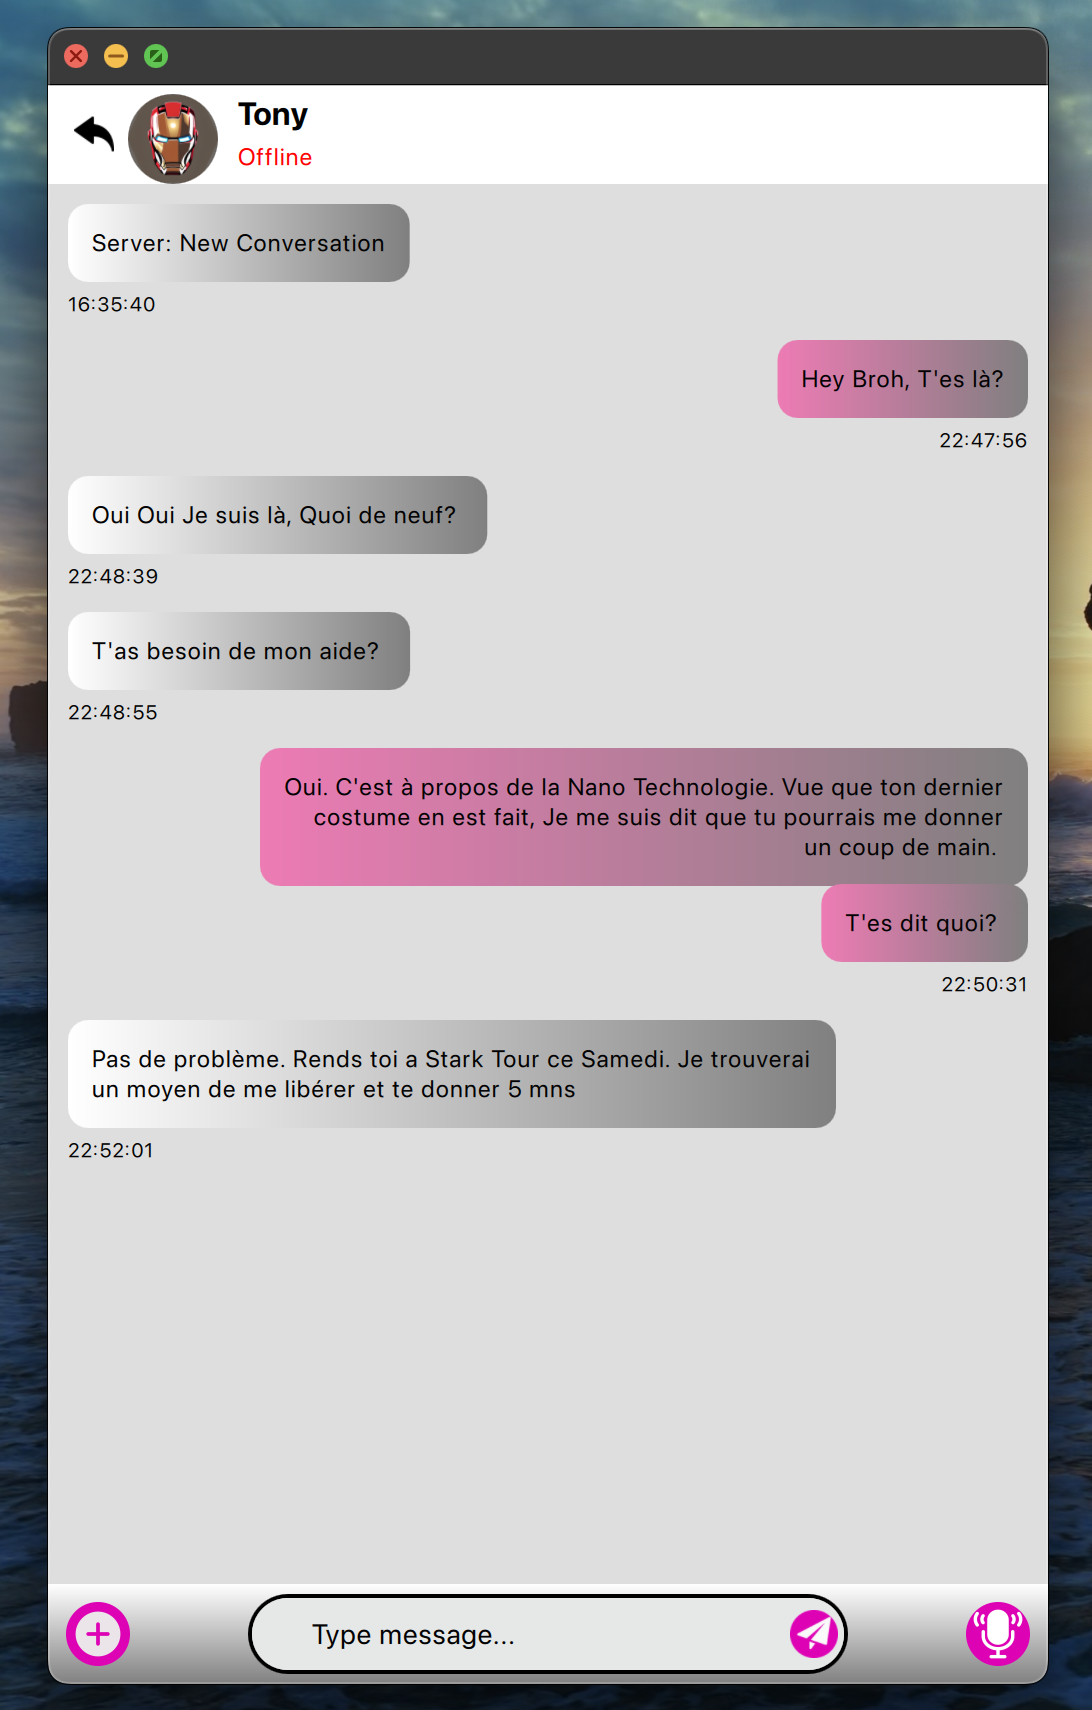 Tony
Offline
Server: New Conversation
16:35:40
Hey Broh, T'es là?
22:47:56
Oui Oui Je suis là, Quoi de neuf?
22:48:39
T'as besoin de mon aide?
22:48:55
Oui. C'est à propos de la Nano Technologie. Vue que ton dernier
costume en est fait, Je me suis dit que tu pourrais me donner
un coup de main.
T'es dit quoi?
22:50:31
Pas de problème. Rends toi a Stark Tour ce Samedi. Je trouverai
un moyen de me libérer et te donner 5 mns
22:52:01
Type message...